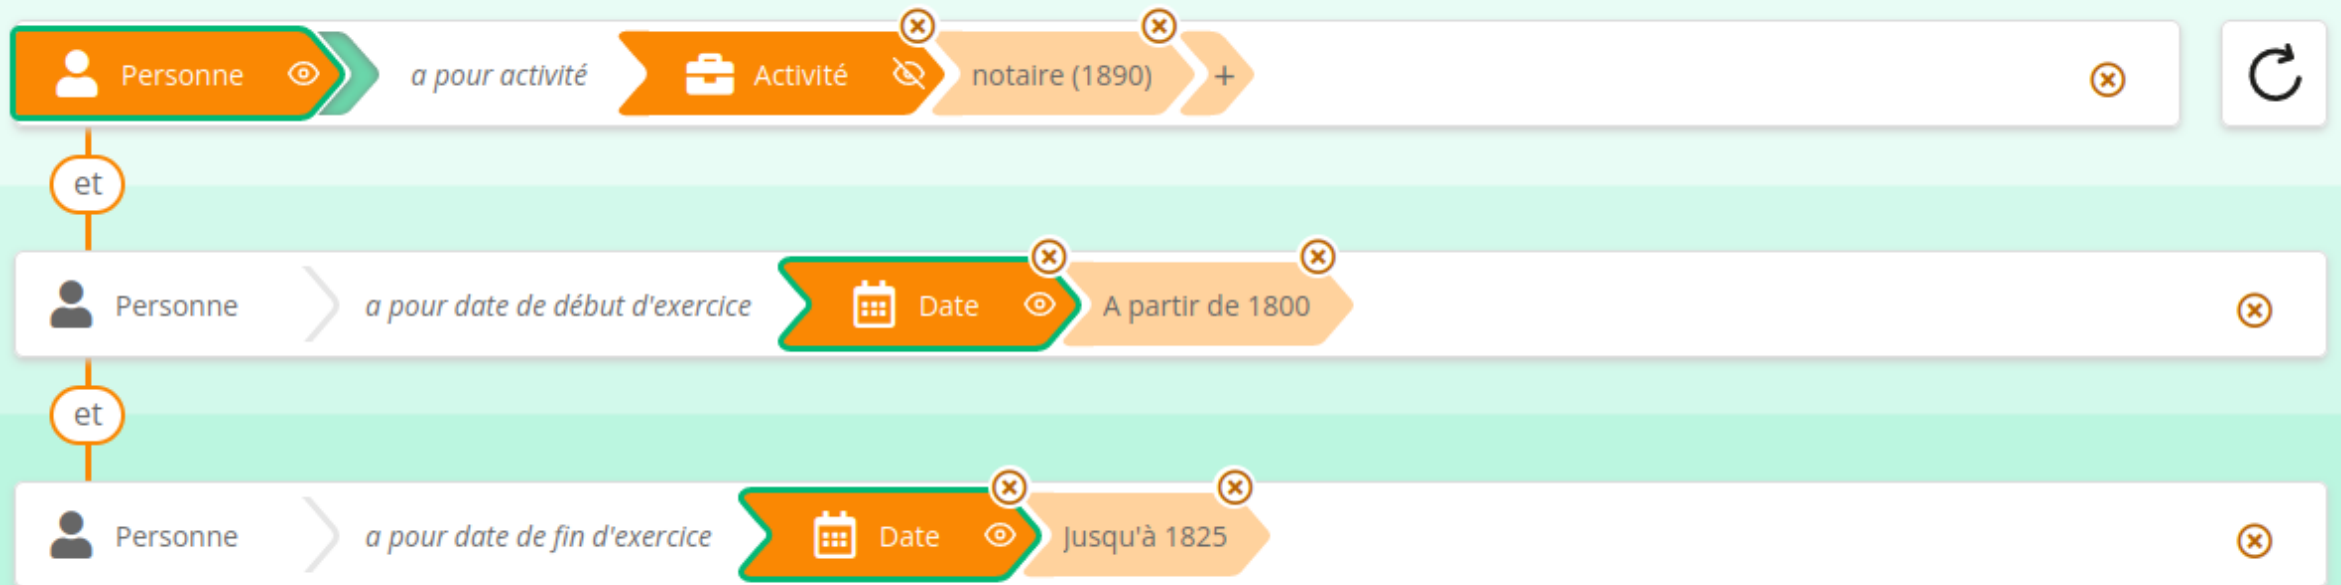 Personne a pour activité Activité notaire (1890) +
et
Personne a pour date de début d'exercice Date A partir de 1800
et
Personne a pour date de fin d'exercice Date Jusqu'à 1825